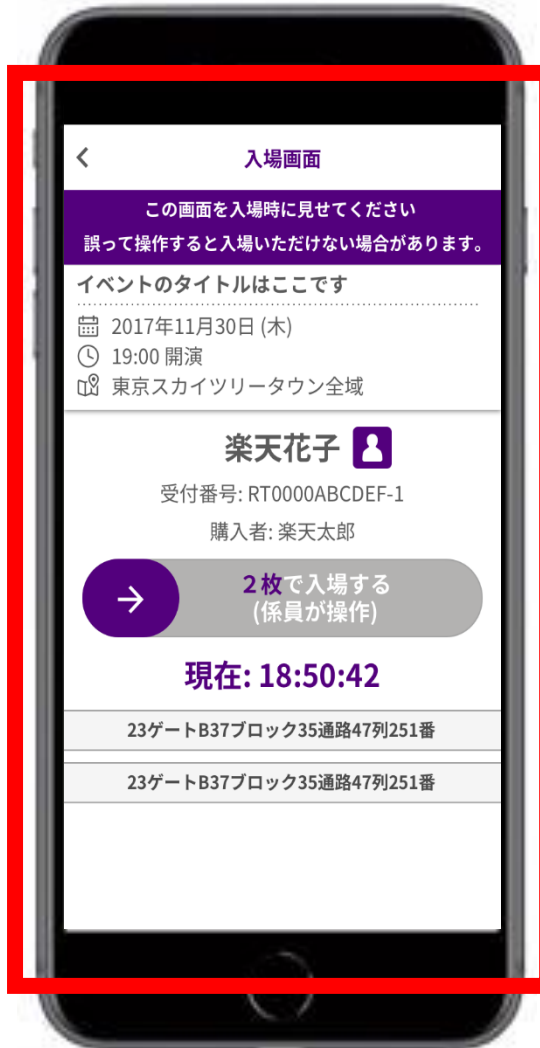 入場画面
この画面を入場時に見せてください
誤って操作すると入場いただけない場合があります。
イベントのタイトルはここです
2017年11月30日 (木)
19:00 開演
東京スカイツリータウン全域
楽天花子
受付番号: RT0000ABCDEF-1
購入者: 楽天太郎
2枚で入場する
(係員が操作)
現在: 18:50:42
23ゲートB37ブロック35通路47列251番
23ゲートB37ブロック35通路47列251番